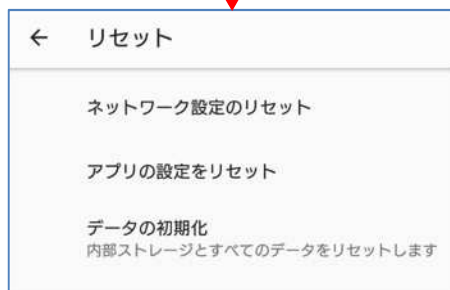 ← リセット
ネットワーク設定のリセット
アプリの設定をリセット
データの初期化
内部ストレージとすべてのデータをリセットします